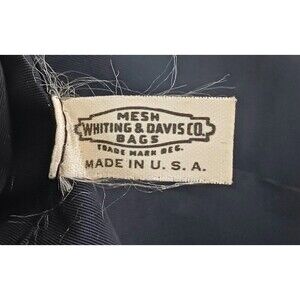 MESH
WHITING & DAVIS CO.
BAGS
TRADE MARK REG.
MADE IN U. S. A.